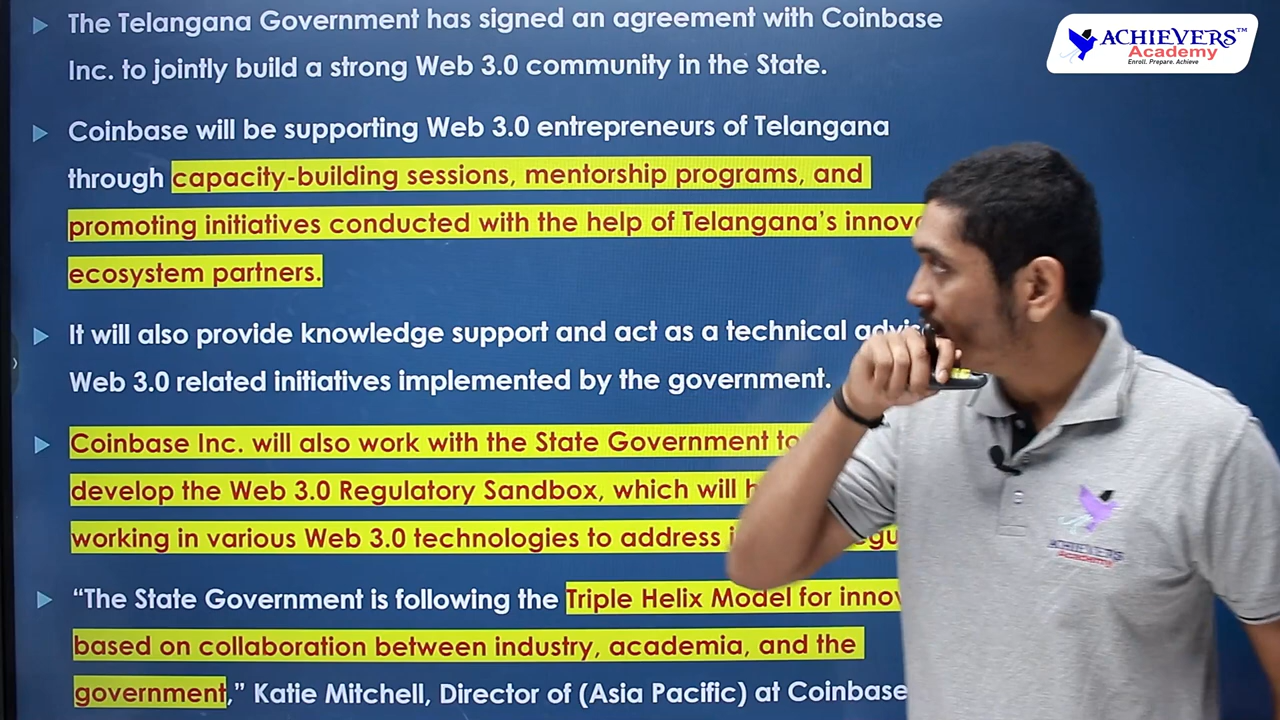 The Telangana Government has signed an agreement with Coinbase
Inc. to jointly build a strong Web 3.0 community in the State.
Coinbase will be supporting Web 3.0 entrepreneurs of Telangana
through capacity-building sessions, mentorship programs, and
promoting initiatives conducted with the help of Telangana's
ecosystem partners.
It will also provide knowledge support and act as a technical
Web 3.0 related initiatives implemented by the government.
Coinbase Inc. will also work with the State Government to
develop the Web 3.0 Regulatory Sandbox, which will
working in various Web 3.0 technologies to address
"The State Government is following the Triple Helix Model for
based on collaboration between industry, academia, and the
government," Katie Mitchell, Director of (Asia Pacific) at Coinbase
ACHIEVERS™
Academy
Enroll. Prepare. Achieve
ACHIEVERS
Academy